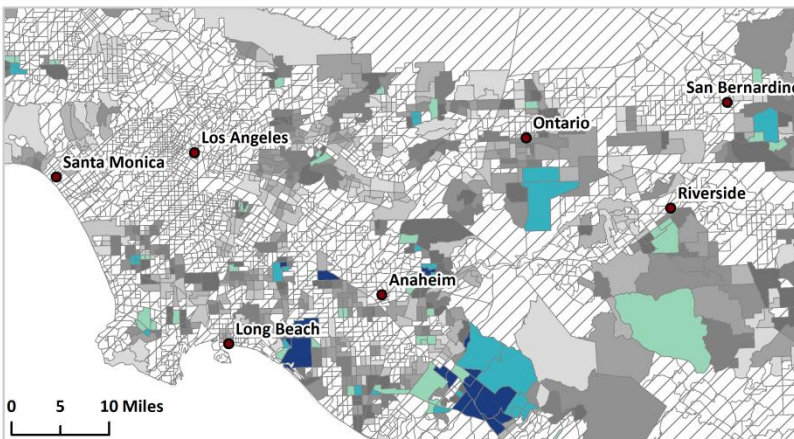 San Bernardino
Los Angeles
Ontario
Santa Monica
Riverside
Anaheim
Long Beach
0 5 10 Miles